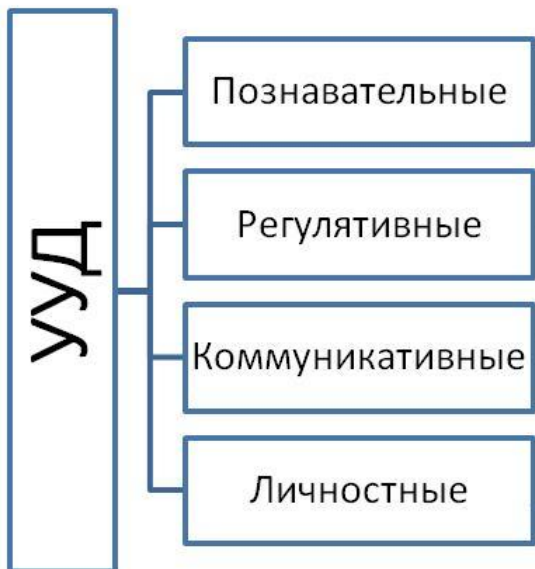 УУД
Познавательные
Регулятивные
Коммуникативные
Личностные